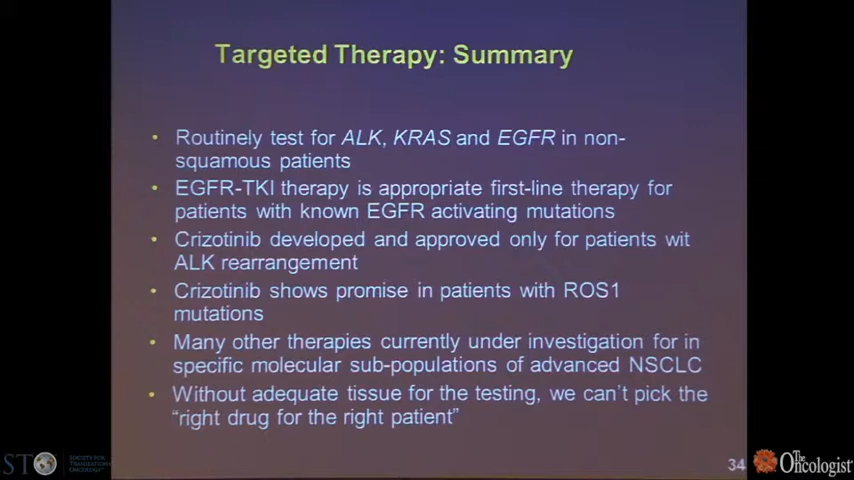 Targeted Therapy: Summary
• Routinely test for ALK, KRAS and EGFR in non-
squamous patients
• EGFR-TKI therapy is appropriate first-line therapy for
patients with known EGFR activating mutations
• Crizotinib developed and approved only for patients wit
ALK rearrangement
• Crizotinib shows promise in patients with ROS1
mutations
• Many other therapies currently under investigation for in
specific molecular sub-populations of advanced NSCLC
• Without adequate tissue for the testing, we can't pick the
"right drug for the right patient"
34
STO
SOCIETY FOR
TRANSLATIONAL
ONCOLOGY
The
Oncologist